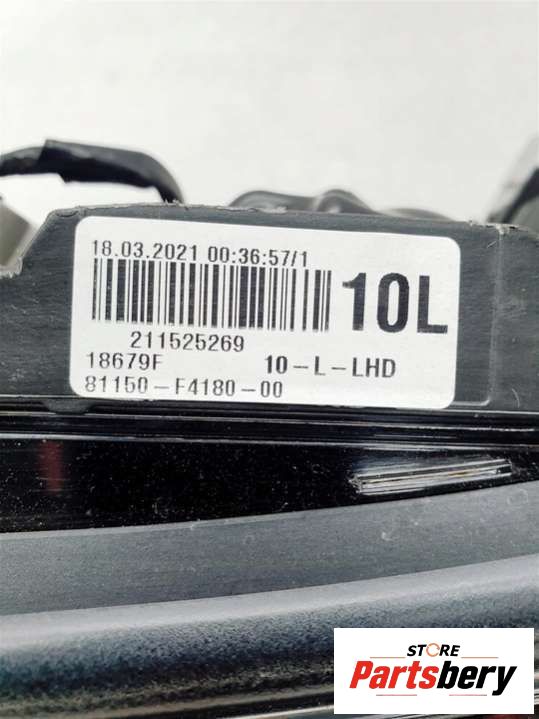 18.03.2021 00:36:57/1
10L
211525269
18679F 10-L-LHD
81150-F4180-00
STORE
Partsbery